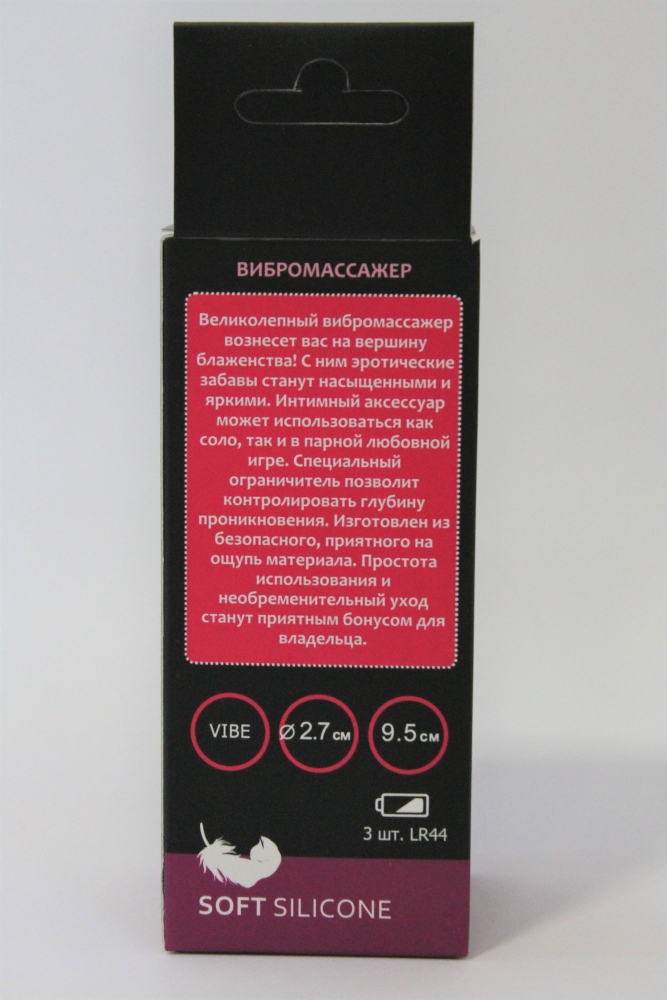 ВИБРОМАССАЖЕР
Великолепный вибромассажер
вознесет вас на вершину
блаженства! С ним эротические
забавы станут насыщенными и
яркими. Интимный аксессуар
может использоваться как
соло, так и в парной любовной
игре. Специальный
ограничитель позволит
контролировать глубину
проникновения. Изготовлен из
безопасного, приятного на
ощупь материала. Простота
использования и
необременительный уход
станут приятным бонусом для
владельца.
VIBE ⌀ 2.7 см 9.5 см
3 шт. LR44
SOFT SILICONE